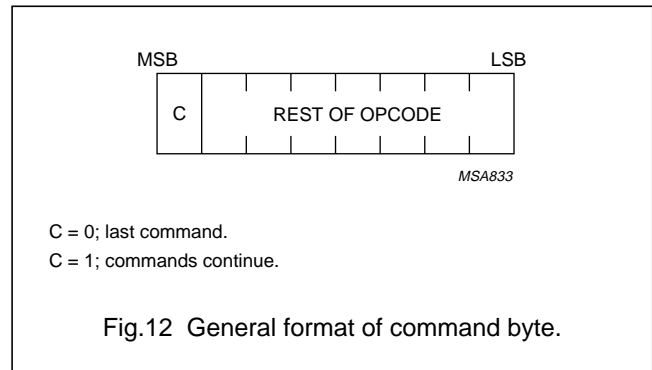 MSB LSB
C REST OF OPCODE
MSA833
C = 0; last command.
C = 1; commands continue.
Fig.12 General format of command byte.